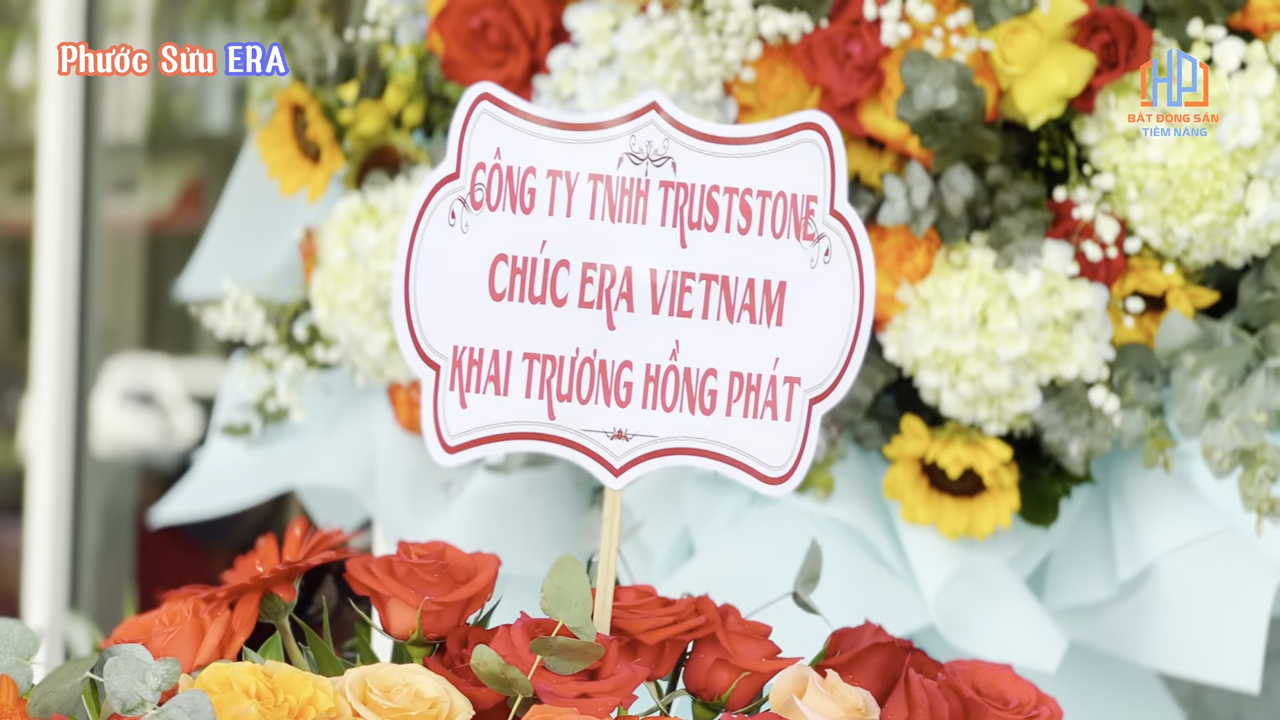 Phước Sửu ERA
HP
BẤT ĐỘNG SẢN
TIỀM NĂNG
CÔNG TY TNHH TRUSTSTONE
CHÚC ERA VIETNAM
KHAI TRƯƠNG HỒNG PHÁT